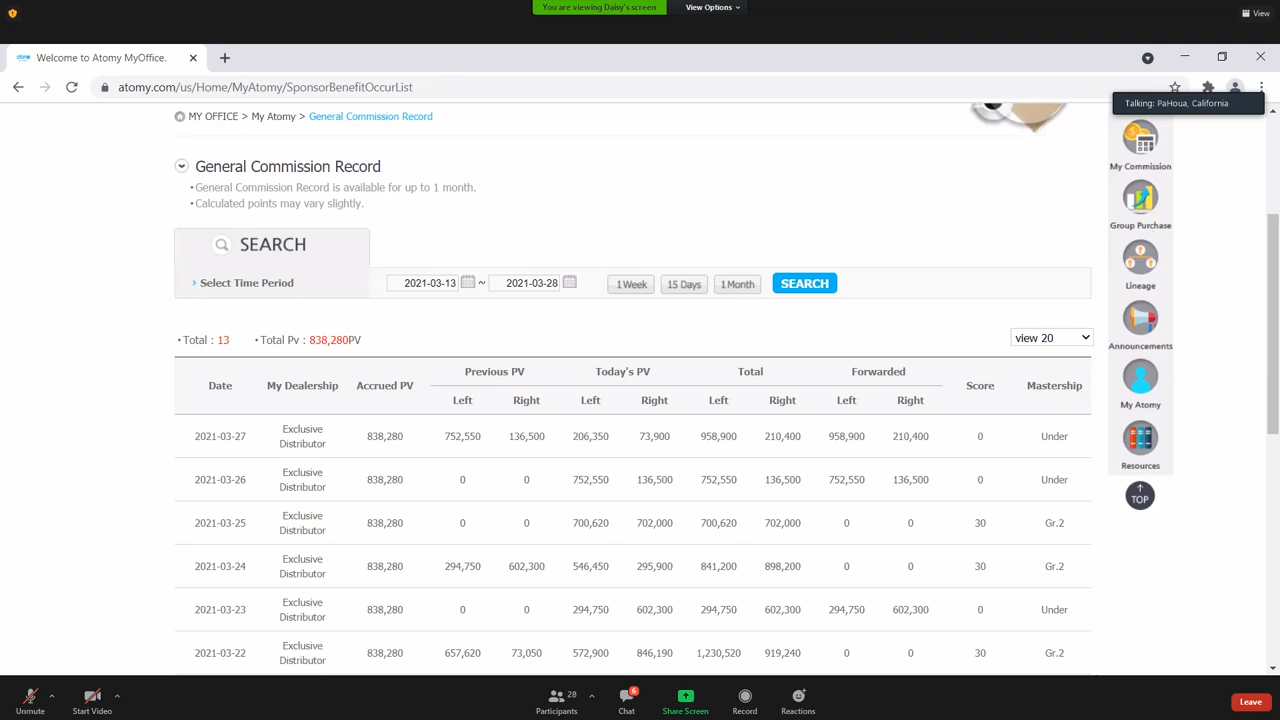 You are viewing Daisy's screen
View Options
View
Welcome to Atomy MyOffice.
atomy.com/us/Home/MyAtomy/SponsorBenefitOccurList
Talking: PaHoua, California
MY OFFICE > My Atomy > General Commission Record
My Commission
General Commission Record
•General Commission Record is available for up to 1 month.
•Calculated points may vary slightly.
Group Purchase
SEARCH
Select Time Period 2021-03-13 ~ 2021-03-28 1 Week 15 Days 1 Month SEARCH
Lineage
Announcements
• Total : 13 • Total Pv : 838,280PV view 20
Date My Dealership Accrued PV Previous PV Today's PV Total Forwarded Score Mastership
Left Right Left Right Left Right Left Right
My Atomy
2021-03-27 Exclusive Distributor 838,280 752,550 136,500 206,350 73,900 958,900 210,400 958,900 210,400 0 Under
Resources
2021-03-26 Exclusive Distributor 838,280 0 0 752,550 136,500 752,550 136,500 752,550 136,500 0 Under
TOP
2021-03-25 Exclusive Distributor 838,280 0 0 700,620 702,000 700,620 702,000 0 0 30 Gr.2
2021-03-24 Exclusive Distributor 838,280 294,750 602,300 546,450 295,900 841,200 898,200 0 0 30 Gr.2
2021-03-23 Exclusive Distributor 838,280 0 0 294,750 602,300 294,750 602,300 294,750 602,300 0 Under
2021-03-22 Exclusive Distributor 838,280 657,620 73,050 572,900 846,190 1,230,520 919,240 0 0 30 Gr.2
Unmute
Start Video
Participants 28
Chat 6
Share Screen
Record
Reactions
Leave